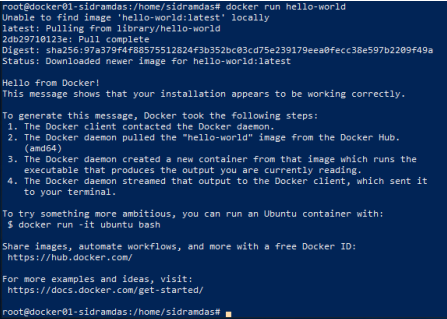 root@docker01-sidramdas:/home/sidramdas# docker run hello-world
Unable to find image 'hello-world:latest' locally
latest: Pulling from library/hello-world
2db29710123e: Pull complete
Digest: sha256:97a379f4f88575512824f3b352bc03cd75e239179eea0fecc38e597b2209f49a
Status: Downloaded newer image for hello-world:latest
Hello from Docker!
This message shows that your installation appears to be working correctly.
To generate this message, Docker took the following steps:
1. The Docker client contacted the Docker daemon.
2. The Docker daemon pulled the "hello-world" image from the Docker Hub.
(amd64)
3. The Docker daemon created a new container from that image which runs the
executable that produces the output you are currently reading.
4. The Docker daemon streamed that output to the Docker client, which sent it
to your terminal.
To try something more ambitious, you can run an Ubuntu container with:
$ docker run -it ubuntu bash
Share images, automate workflows, and more with a free Docker ID:
https://hub.docker.com/
For more examples and ideas, visit:
https://docs.docker.com/get-started/
root@docker01-sidramdas:/home/sidramdas#